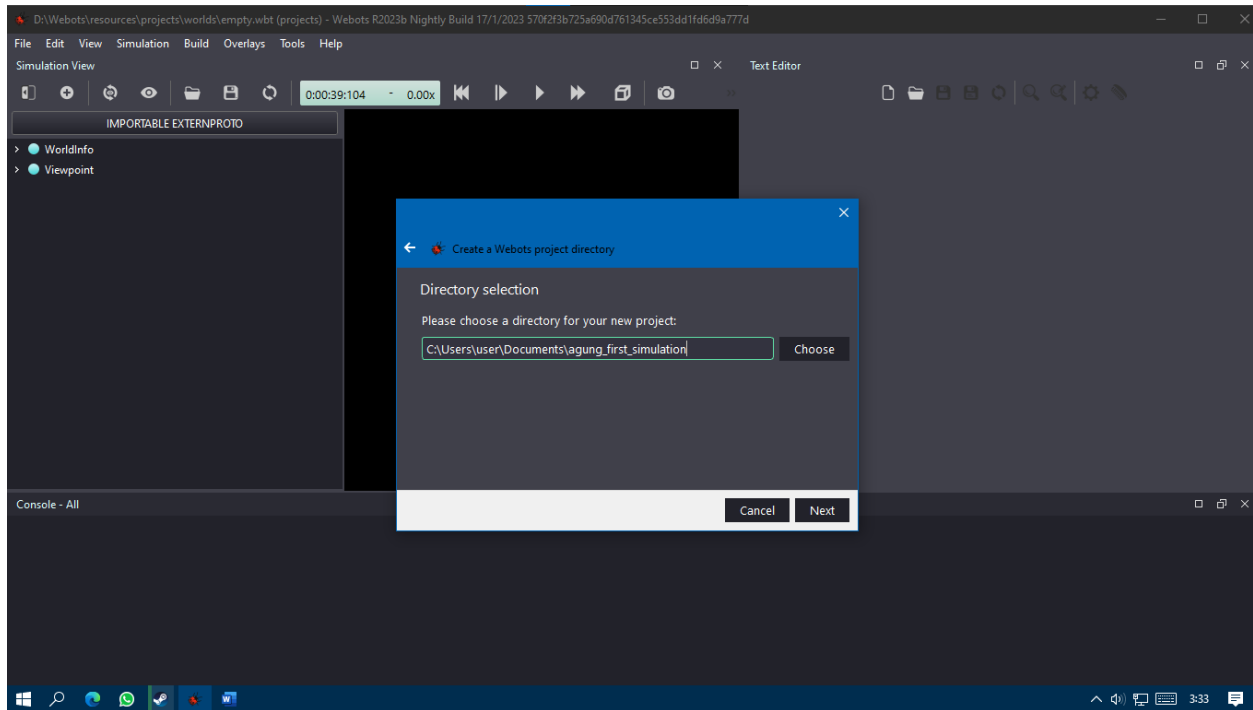 D:\Webots\resources\projects\worlds\empty.wbt (projects) - Webots R2023b Nightly Build 17/1/2023 570f2f3b725a690d761345ce553dd1fd6d9a777d
File Edit View Simulation Build Overlays Tools Help
Simulation View
Text Editor
0:00:39:104 - 0.00x
IMPORTABLE EXTERNPROTO
WorldInfo
Viewpoint
Create a Webots project directory
Directory selection
Please choose a directory for your new project:
C:\Users\user\Documents\agung_first_simulation
Choose
Cancel Next
Console - All
3:33